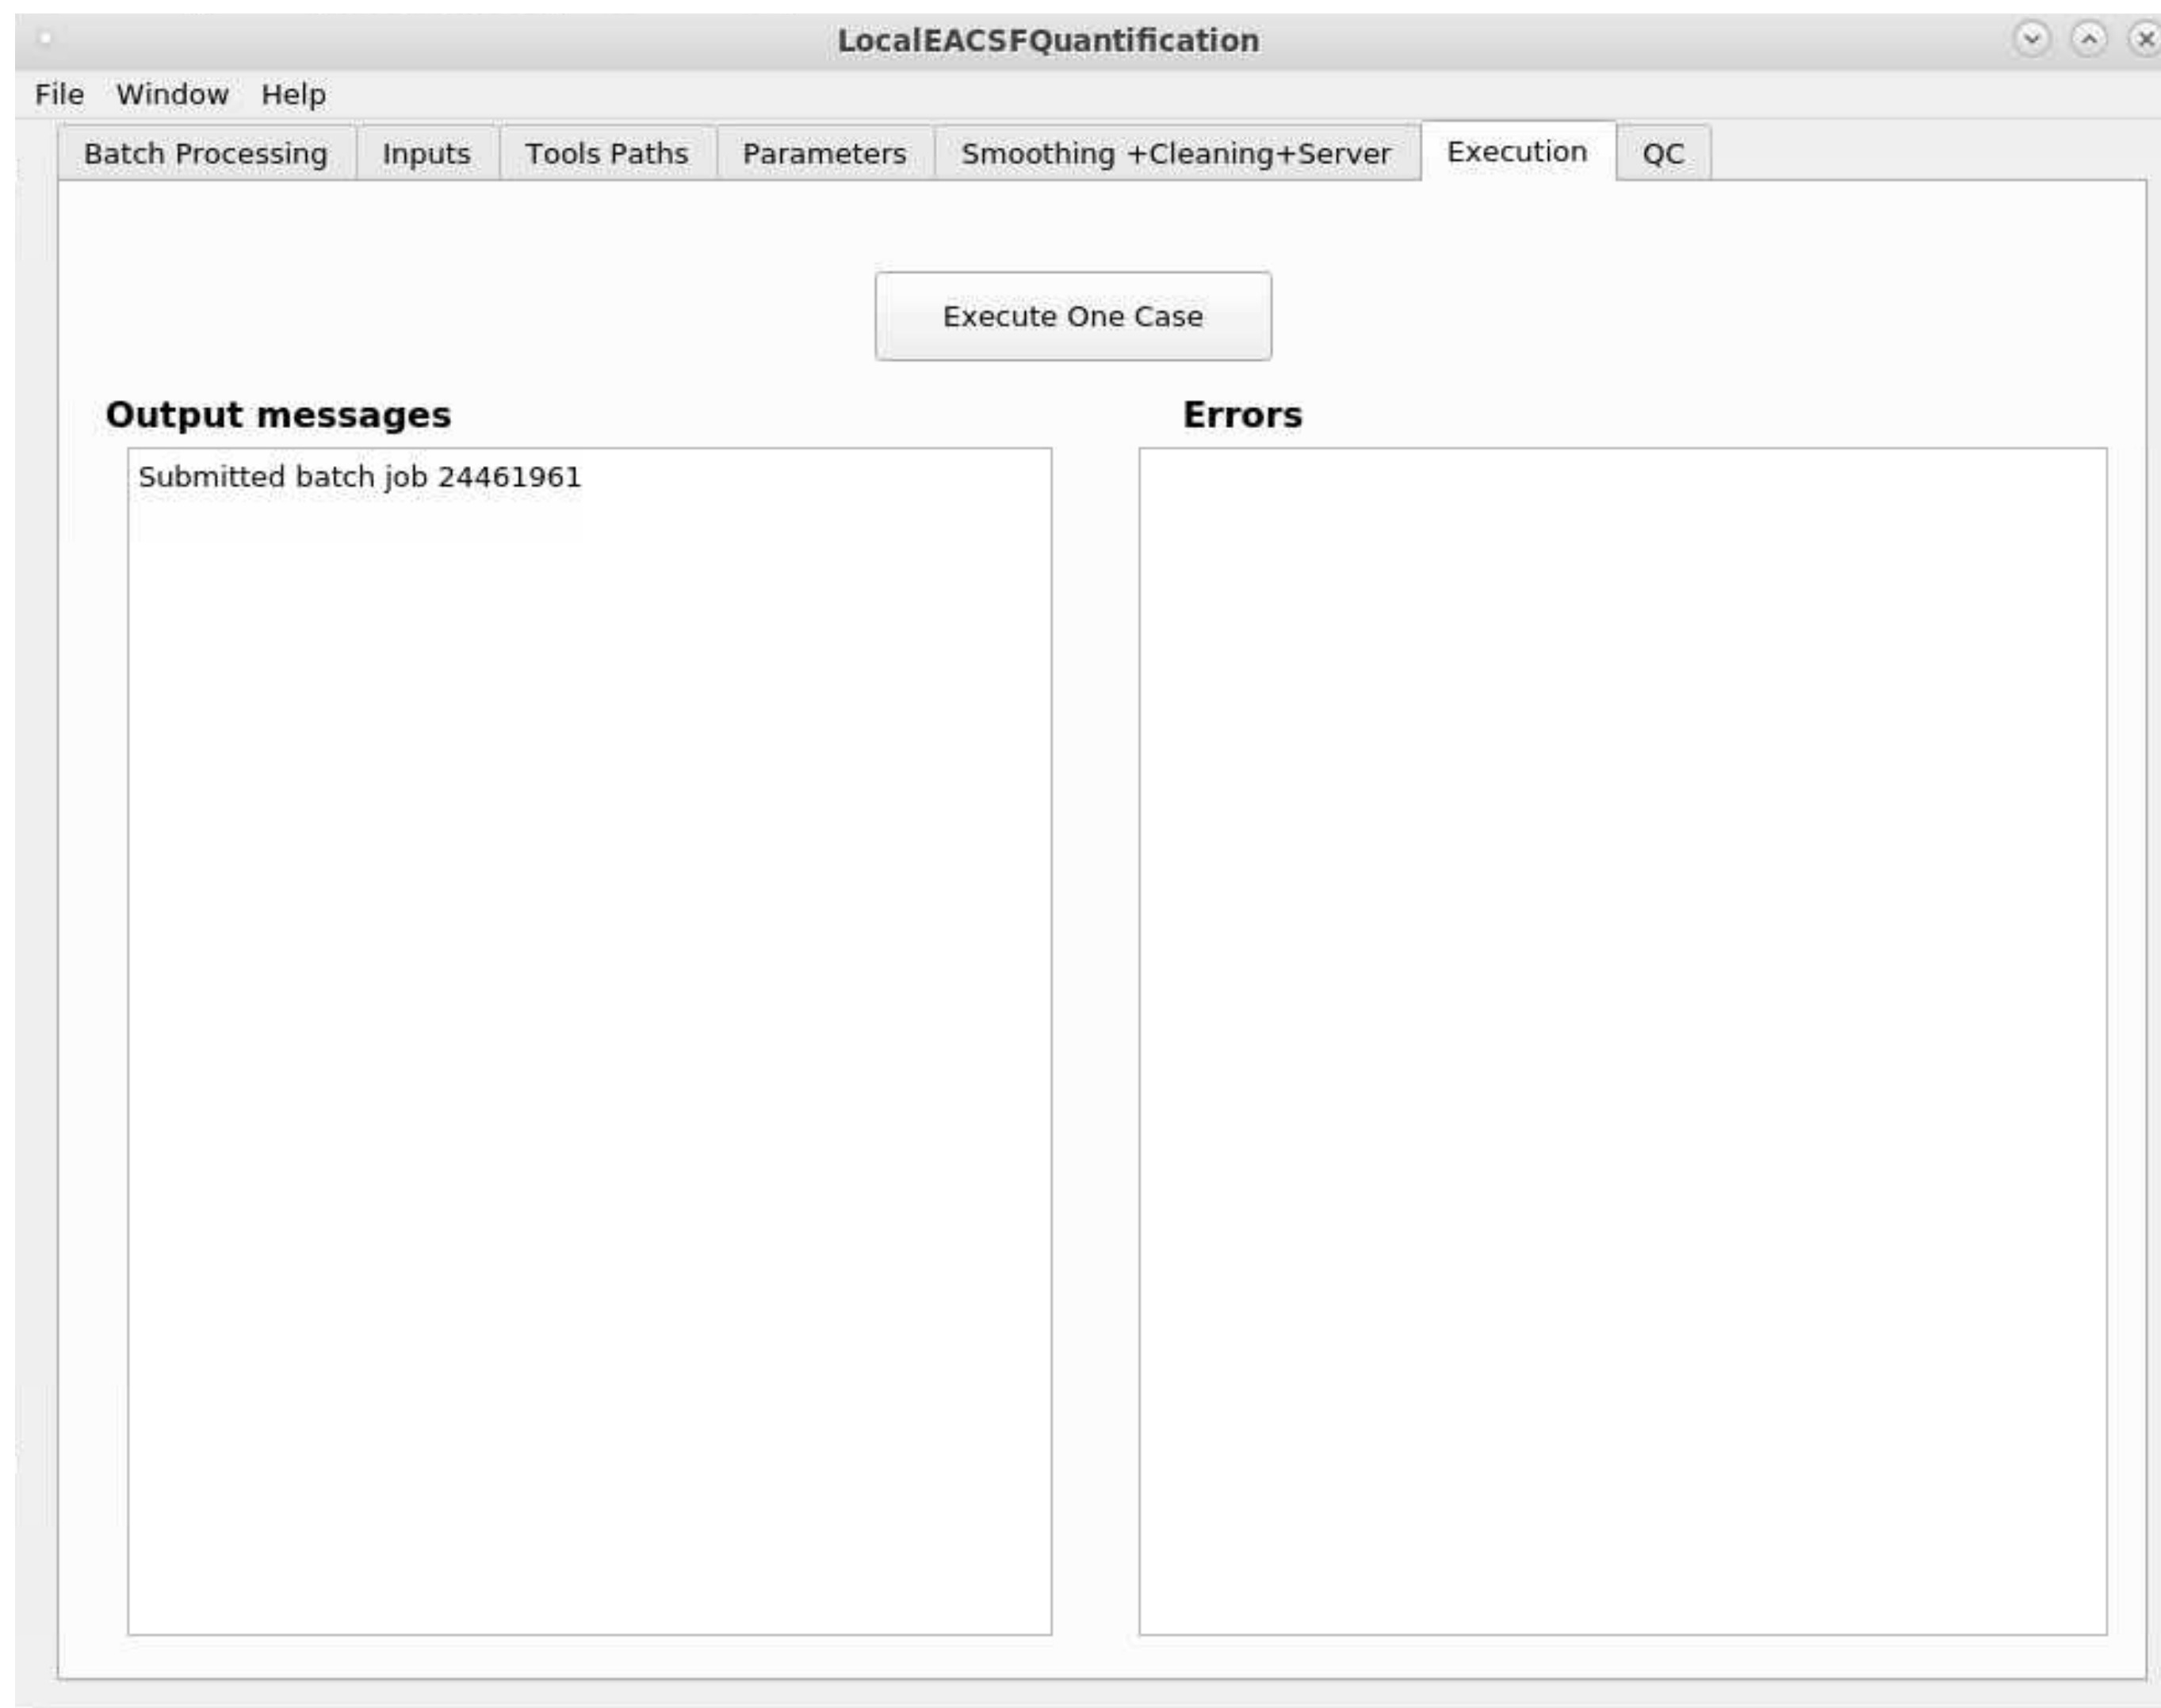 LocalEACSFQuantification
File Window Help
Batch Processing Inputs Tools Paths Parameters Smoothing +Cleaning+Server Execution QC
Execute One Case
Output messages Errors
Submitted batch job 24461961